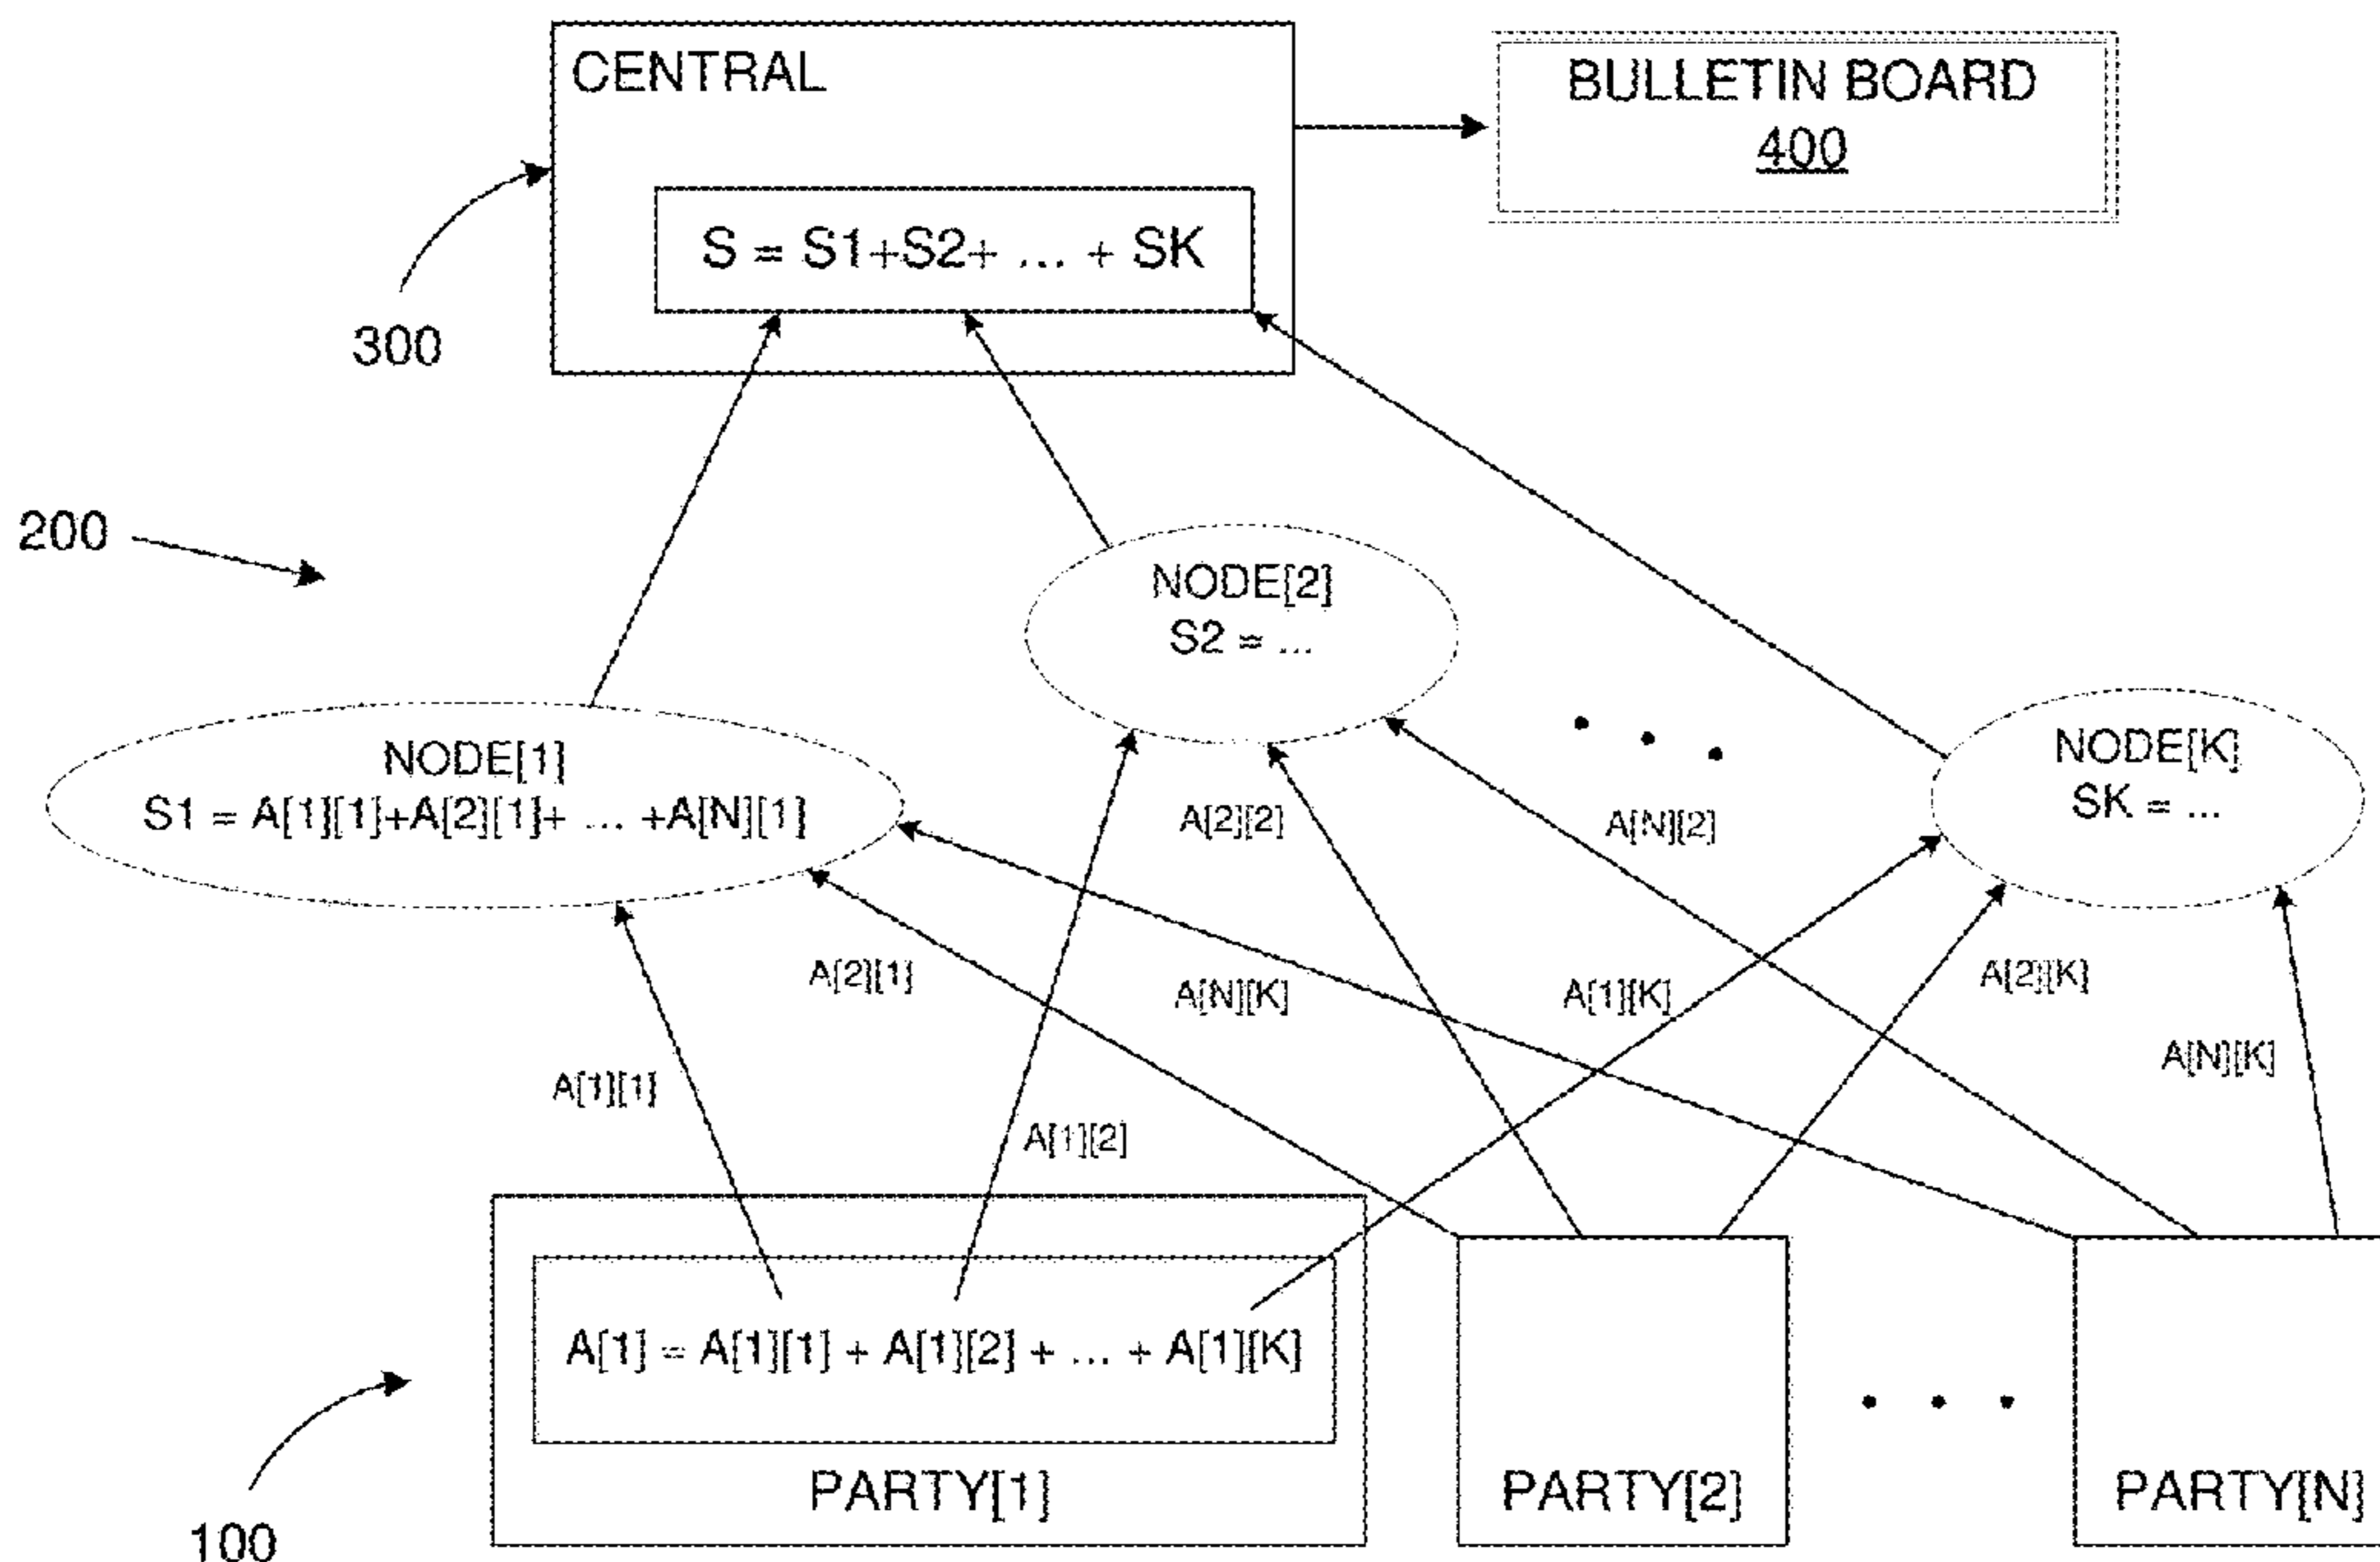 CENTRAL
BULLETIN BOARD
400
S = S1+S2+ ... + SK
300
200
NODE[2]
S2 = ...
NODE[1]
S1 = A[1][1]+A[2][1]+ ... +A[N][1]
NODE[K]
SK = ...
A[2][2]
A[N][2]
A[2][1]
A[N][K]
A[1][K]
A[2][K]
A[N][K]
A[1][1]
A[1][2]
A[1] = A[1][1] + A[1][2] + ... + A[1][K]
PARTY[1]
PARTY[2]
PARTY[N]
100